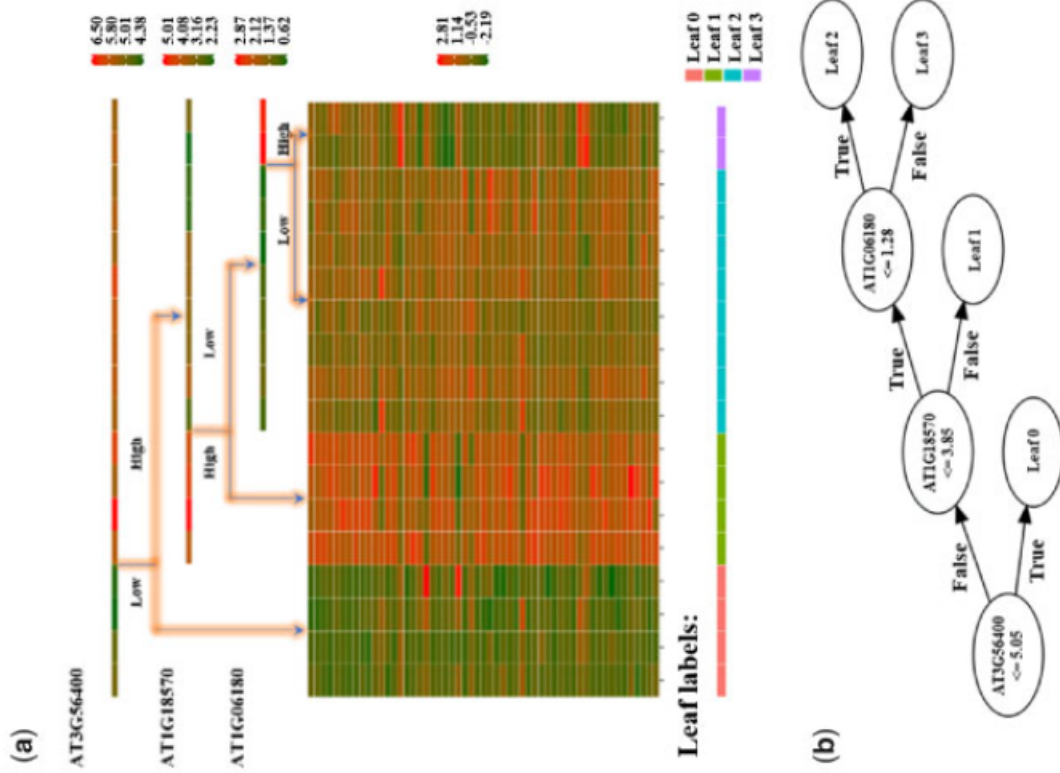 (a)
AT3G56400
6.50
5.80
5.01
4.38
Low
High
AT1G18570
5.01
4.08
3.16
2.23
High
Low
AT1G06180
2.87
2.12
1.37
0.62
Low
High
2.81
1.14
-0.53
-2.19
Leaf labels:
Leaf 0
Leaf 1
Leaf 2
Leaf 3
(b)
AT3G56400
<= 5.05
False
True
AT1G18570
<= 3.85
Leaf 0
True
False
AT1G06180
<= 1.28
Leaf 1
True
False
Leaf 2
Leaf 3